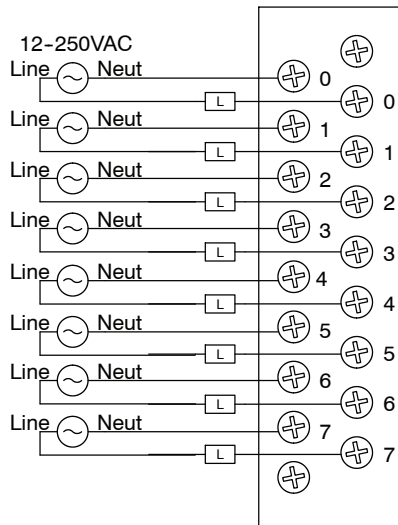 12-250VAC
Line Neut 0
L 0
Line Neut 1
L 1
Line Neut 2
L 2
Line Neut 3
L 3
Line Neut 4
L 4
Line Neut 5
L 5
Line Neut 6
L 6
Line Neut 7
L 7